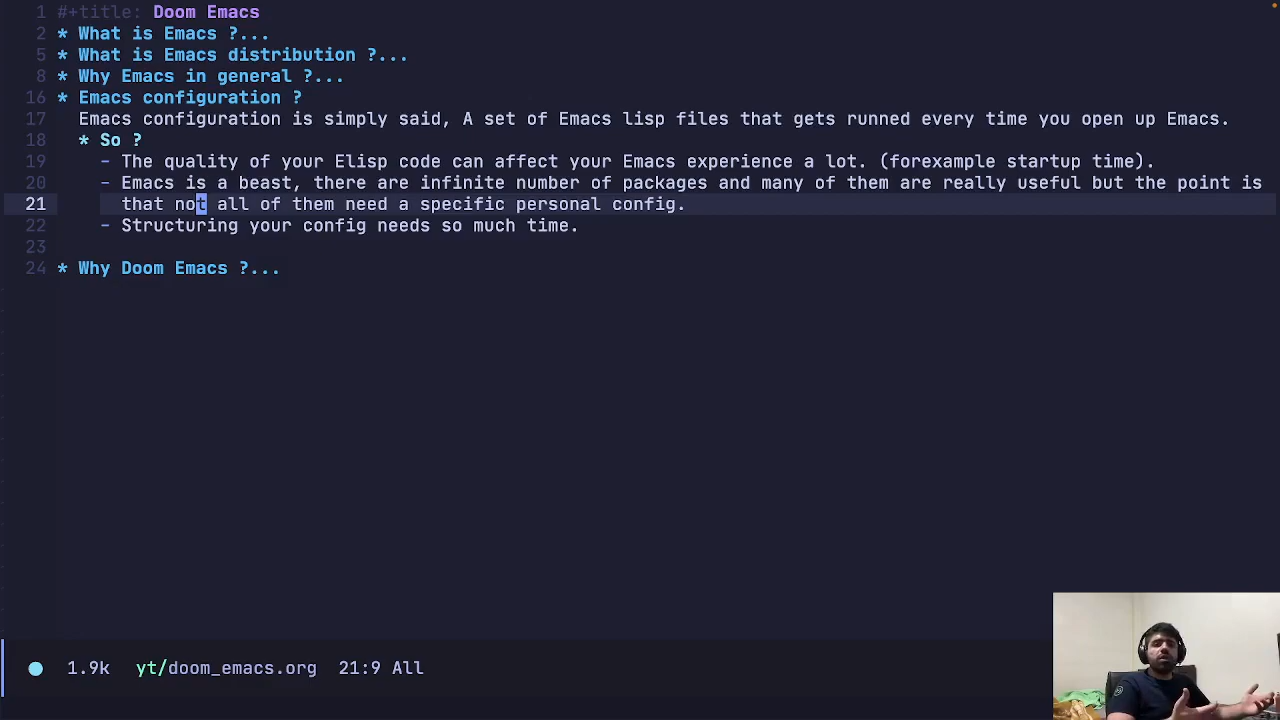 1 #+title: Doom Emacs
2 * What is Emacs ?...
5 * What is Emacs distribution ?...
8 * Why Emacs in general ?...
16 * Emacs configuration ?
17 Emacs configuration is simply said, A set of Emacs lisp files that gets runned every time you open up Emacs.
18 * So ?
19 - The quality of your Elisp code can affect your Emacs experience a lot. (forexample startup time).
20 - Emacs is a beast, there are infinite number of packages and many of them are really useful but the point is
21 that not all of them need a specific personal config.
22 - Structuring your config needs so much time.
23
24 * Why Doom Emacs ?...
1.9k yt/doom_emacs.org 21:9 All